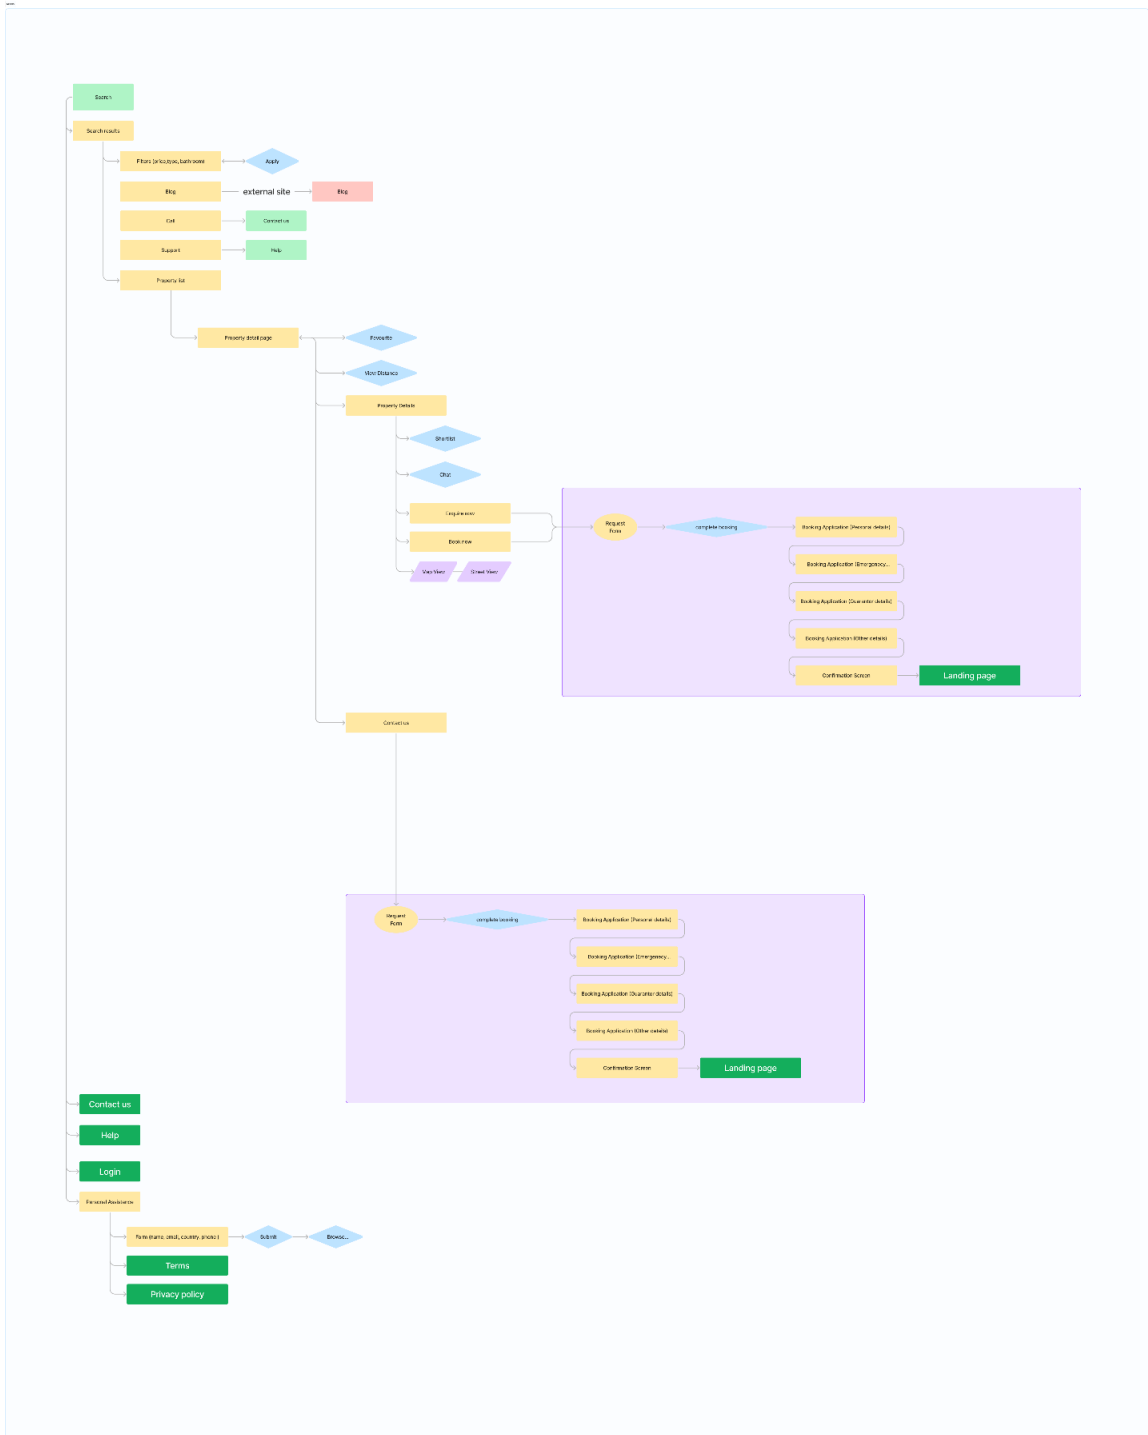 Search
Search results
Filters (price,type, bathroom)
Apply
Blog
external site
Blog
Call
Contact us
Support
Help
Property list
Property detail page
Favourite
View Distance
Property Details
Shortlist
Chat
Enquire now
Book now
Map View
Street View
Request
Form
complete booking
Booking Application (Personal details)
Booking Application (Emergenacy...
Booking Application (Guarantor details)
Booking Application (Other details)
Confirmation Screen
Landing page
Contact us
Request
Form
complete booking
Booking Application (Personal details)
Booking Application (Emergenacy...
Booking Application (Guarantor details)
Booking Application (Other details)
Confirmation Screen
Landing page
Contact us
Help
Login
Personal Assistance
Form (name, email, country, phone )
Submit
Browse...
Terms
Privacy policy